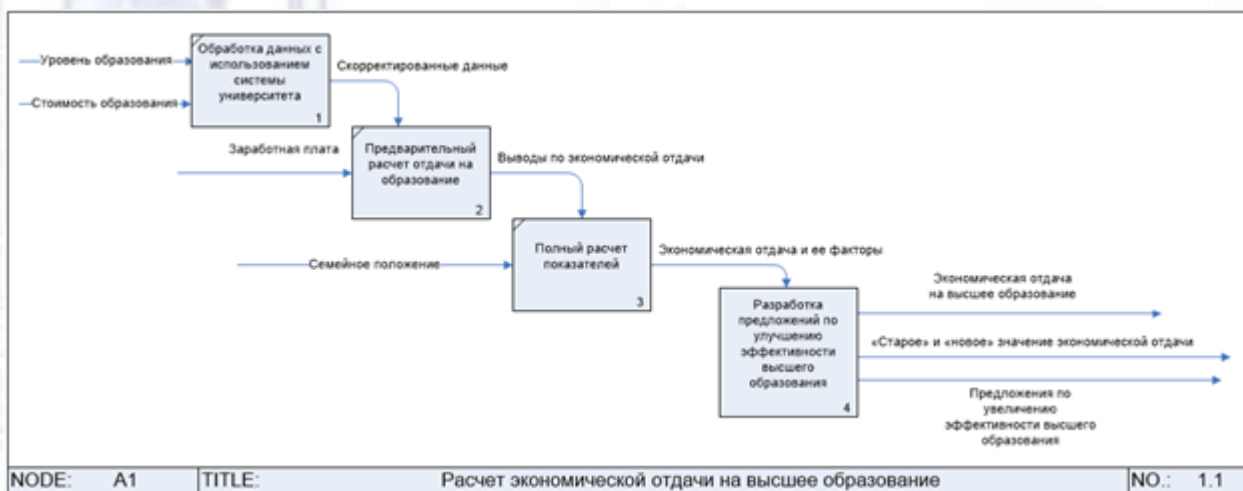 Уровень образования
Стоимость образования
Обработка данных с
использованием
системы
университета
1
Скорректированные данные
Заработная плата
Предварительный
расчет отдачи на
образование
2
Выводы по экономической отдачи
Семейное положение
Полный расчет
показателей
3
Экономическая отдача и ее факторы
Разработка
предложений по
улучшению
эффективности
высшего
образования
4
Экономическая отдача
на высшее образование
«Старое» и «новое» значение экономической отдачи
Предложения по
увеличению
эффективности высшего
образования
NODE: A1 TITLE: Расчет экономической отдачи на высшее образование NO.: 1.1